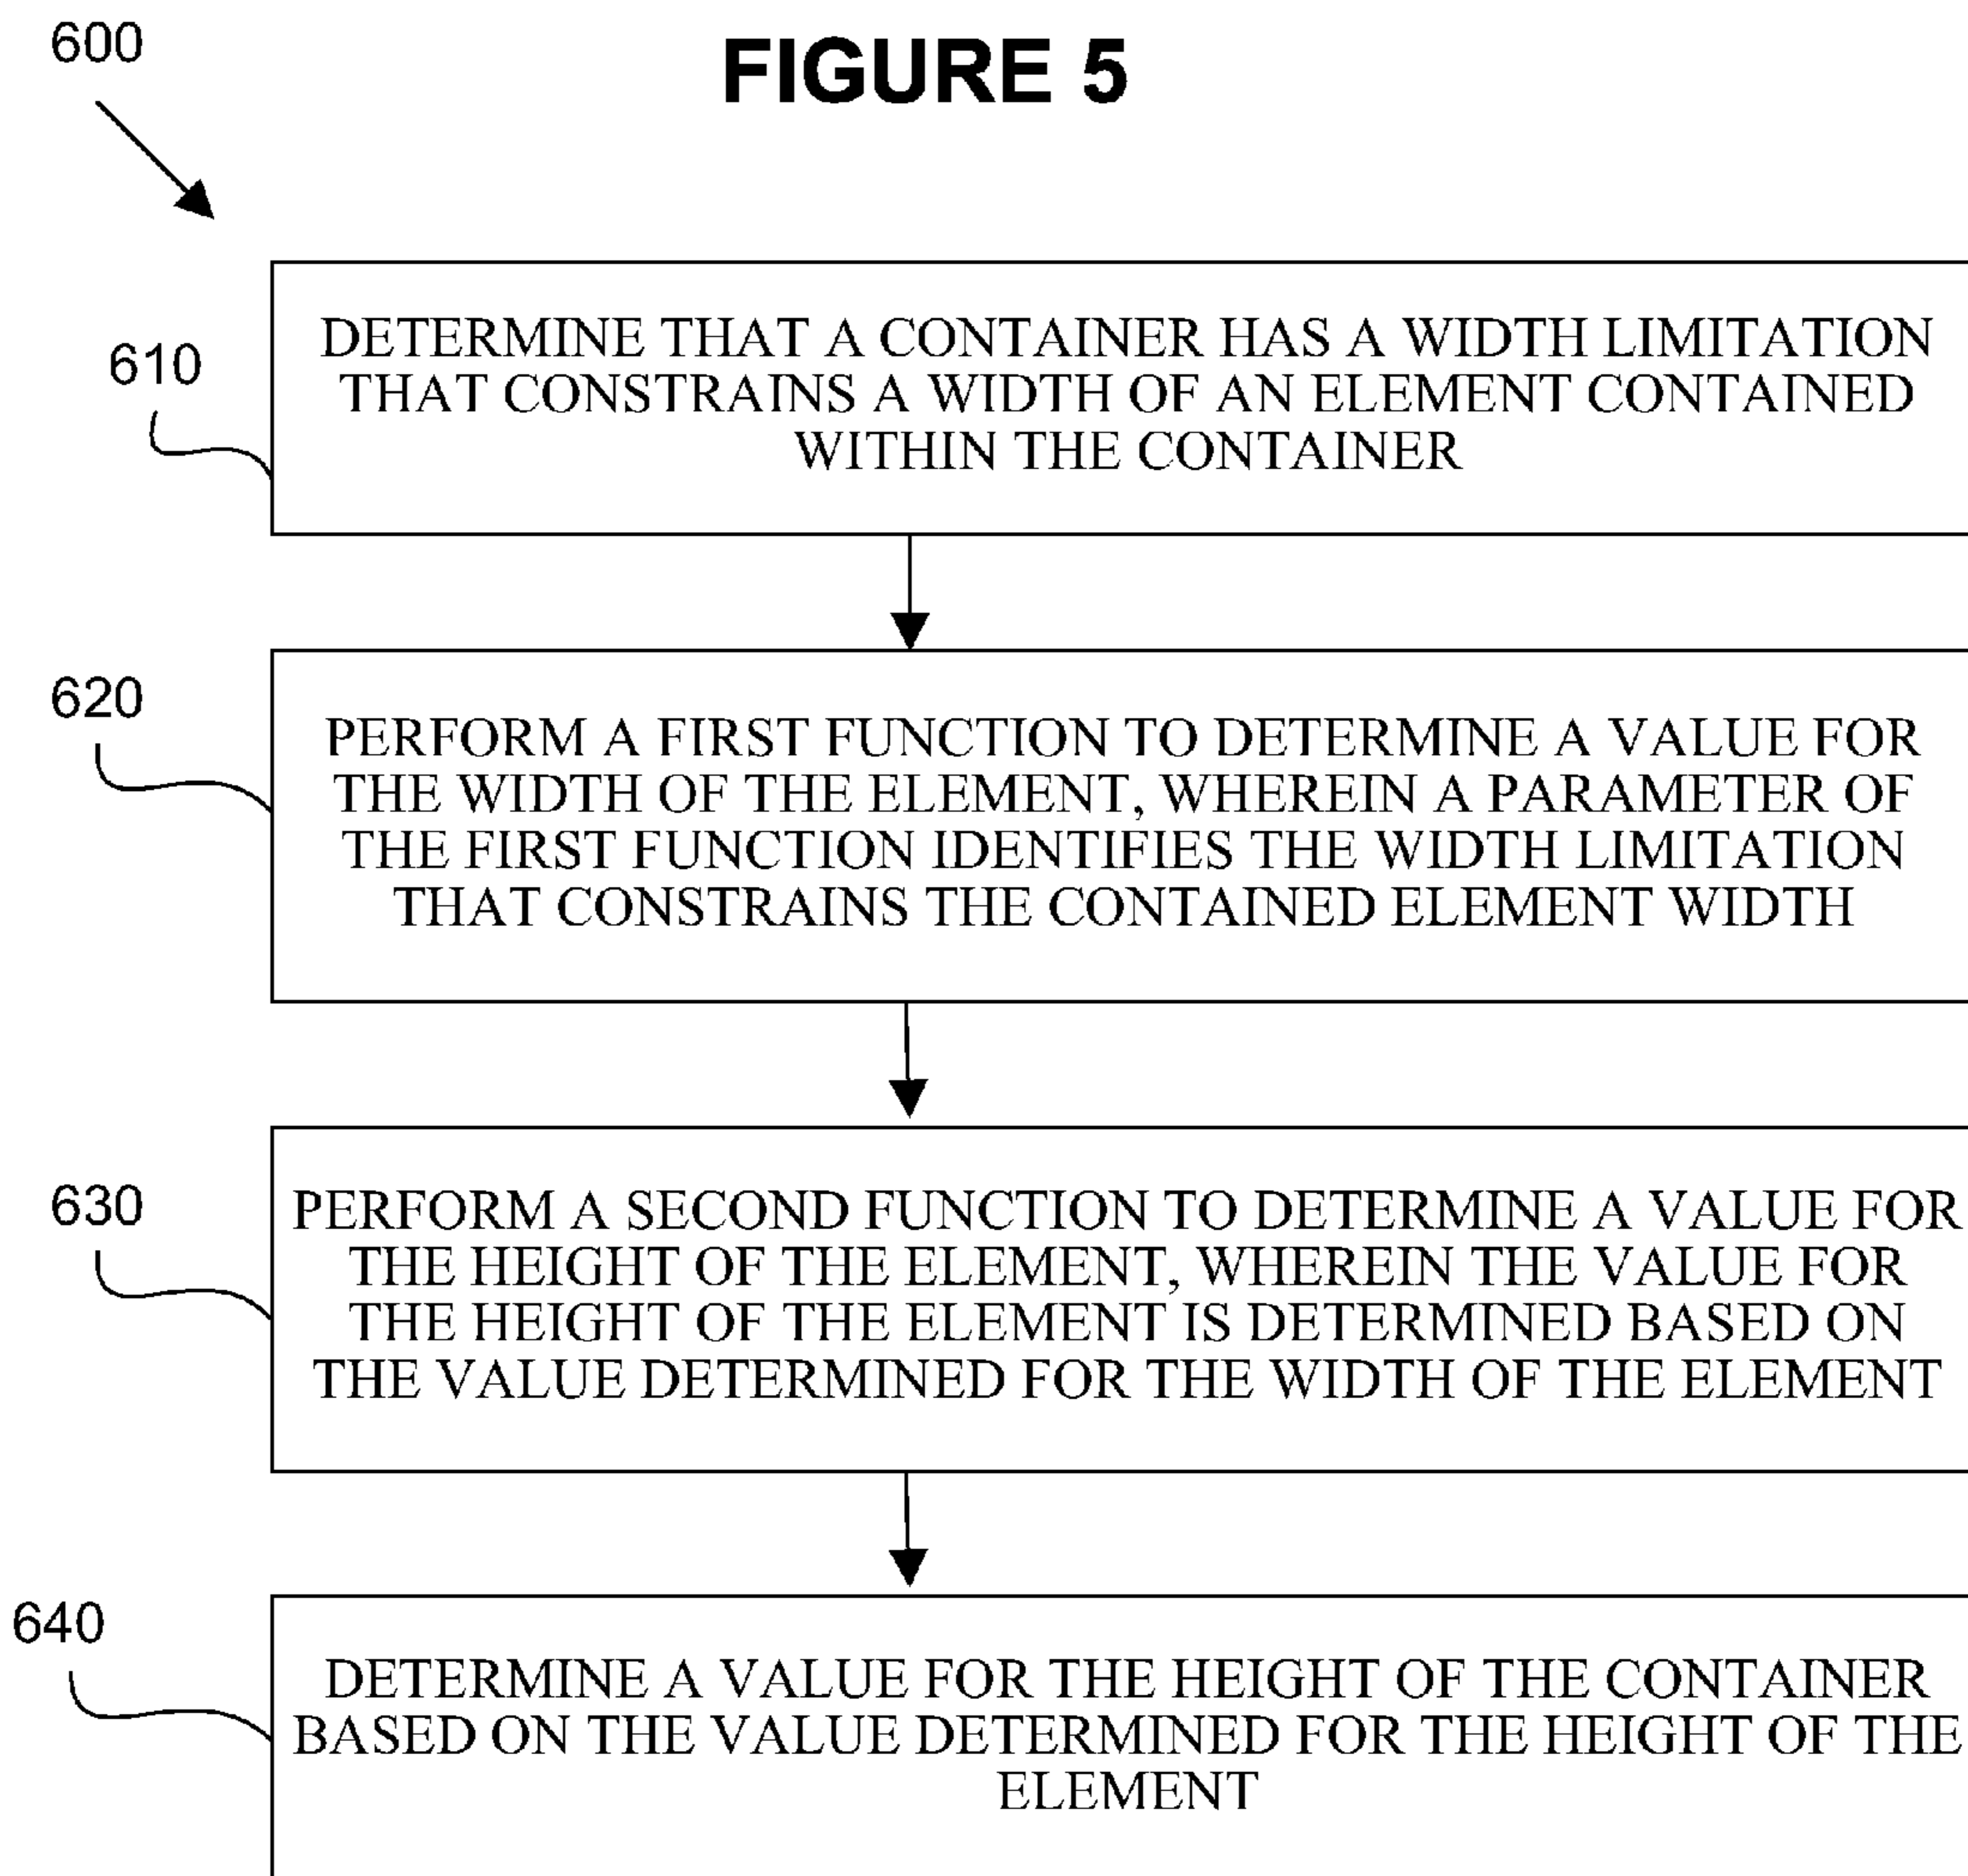 600
FIGURE 5
610
DETERMINE THAT A CONTAINER HAS A WIDTH LIMITATION
THAT CONSTRAINS A WIDTH OF AN ELEMENT CONTAINED
WITHIN THE CONTAINER
620
PERFORM A FIRST FUNCTION TO DETERMINE A VALUE FOR
THE WIDTH OF THE ELEMENT, WHEREIN A PARAMETER OF
THE FIRST FUNCTION IDENTIFIES THE WIDTH LIMITATION
THAT CONSTRAINS THE CONTAINED ELEMENT WIDTH
630
PERFORM A SECOND FUNCTION TO DETERMINE A VALUE FOR
THE HEIGHT OF THE ELEMENT, WHEREIN THE VALUE FOR
THE HEIGHT OF THE ELEMENT IS DETERMINED BASED ON
THE VALUE DETERMINED FOR THE WIDTH OF THE ELEMENT
640
DETERMINE A VALUE FOR THE HEIGHT OF THE CONTAINER
BASED ON THE VALUE DETERMINED FOR THE HEIGHT OF THE
ELEMENT